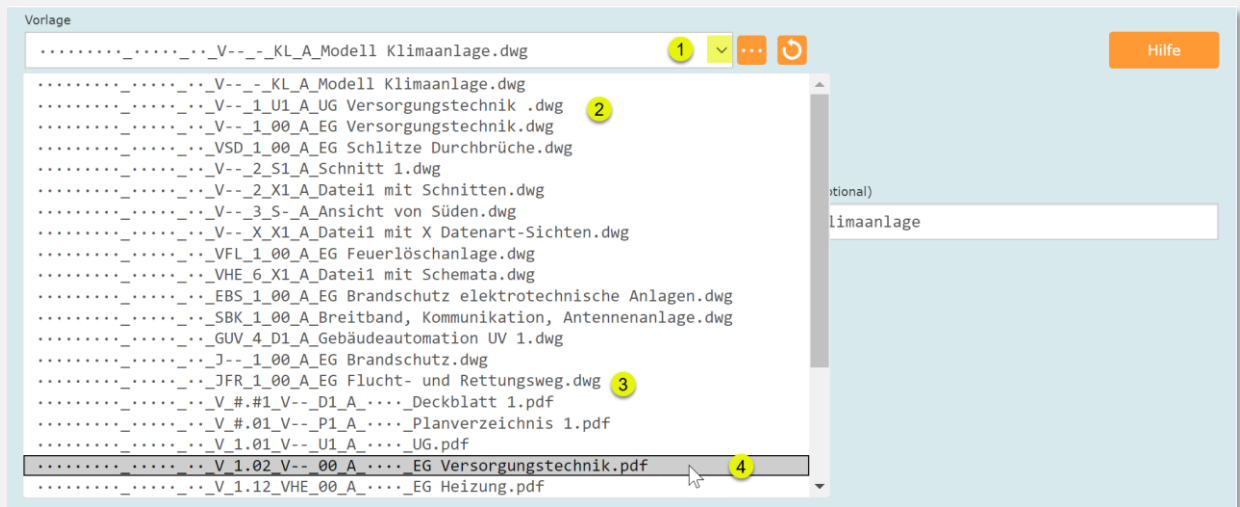 Vorlage
·········_·····_··_V--_-_KL_A_Modell Klimaanlage.dwg
1
Hilfe
·········_·····_··_V--_-_KL_A_Modell Klimaanlage.dwg
·········_·····_··_V--_1_U1_A_UG Versorgungstechnik .dwg
2
·········_·····_··_V--_1_00_A_EG Versorgungstechnik.dwg
·········_·····_··_VSD_1_00_A_EG Schlitze Durchbrüche.dwg
·········_·····_··_V--_2_S1_A_Schnitt 1.dwg
·········_·····_··_V--_2_X1_A_Datei1 mit Schnitten.dwg
ptional)
·········_·····_··_V--_3_S-_A_Ansicht von Süden.dwg
limaanlage
·········_·····_··_V--_X_X1_A_Datei1 mit X Datenart-Sichten.dwg
·········_·····_··_VFL_1_00_A_EG Feuerlöschanlage.dwg
·········_·····_··_VHE_6_X1_A_Datei1 mit Schemata.dwg
·········_·····_··_EBS_1_00_A_EG Brandschutz elektrotechnische Anlagen.dwg
·········_·····_··_SBK_1_00_A_Breitband, Kommunikation, Antennenanlage.dwg
·········_·····_··_GUV_4_D1_A_Gebäudeautomation UV 1.dwg
·········_·····_··_J--_1_00_A_EG Brandschutz.dwg
·········_·····_··_JFR_1_00_A_EG Flucht- und Rettungsweg.dwg
3
·········_·····_··_V_#.#1_V--_D1_A_····_Deckblatt 1.pdf
·········_·····_··_V_#.01_V--_P1_A_····_Planverzeichnis 1.pdf
·········_·····_··_V_1.01_V--_U1_A_····_UG.pdf
·········_·····_··_V_1.02_V--_00_A_····_EG Versorgungstechnik.pdf
4
·········_·····_··_V_1.12_VHE_00_A_····_EG Heizung.pdf